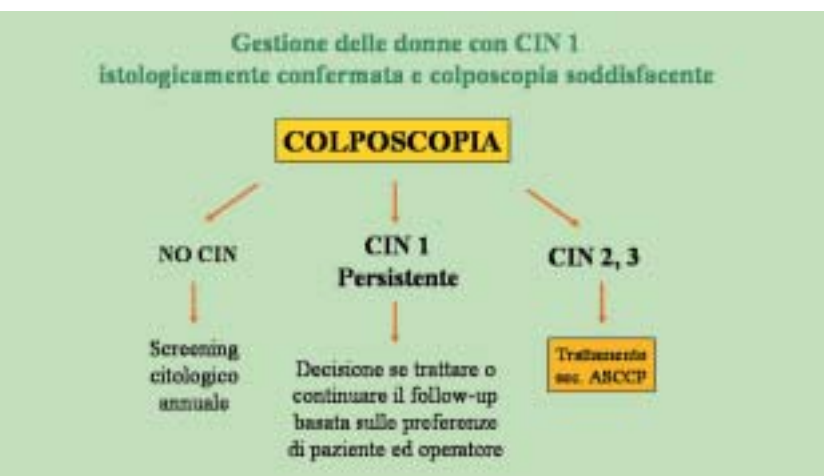 Gestione delle donne con CIN 1
istologicamente confermata e colposcopia soddisfacente
COLPOSCOPIA
NO CIN
CIN 1
Persistente
CIN 2, 3
Screening
citologico
annuale
Decisione se trattare o
continuare il follow-up
basata sulle preferenze
di paziente ed operatore
Trattamento
sec. ASCCP